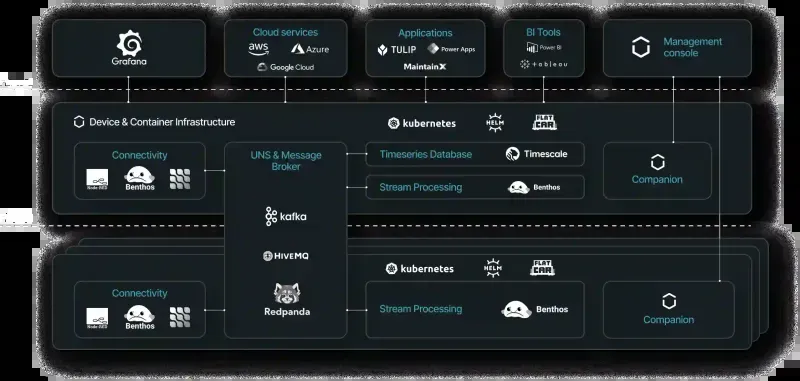 Grafana
Cloud services
aws
Azure
Google Cloud
Applications
TULIP
Power Apps
MaintainX
BI Tools
Power BI
+ableau
Management
console
Device & Container Infrastructure
kubernetes
HELM
FLAT
CAR
Connectivity
Node-RED
Benthos
UNS & Message
Broker
kafka
HIVEMQ
Redpanda
Timeseries Database
Timescale
Stream Processing
Benthos
Companion
kubernetes
HELM
FLAT
CAR
Connectivity
Node-RED
Benthos
Stream Processing
Benthos
Companion